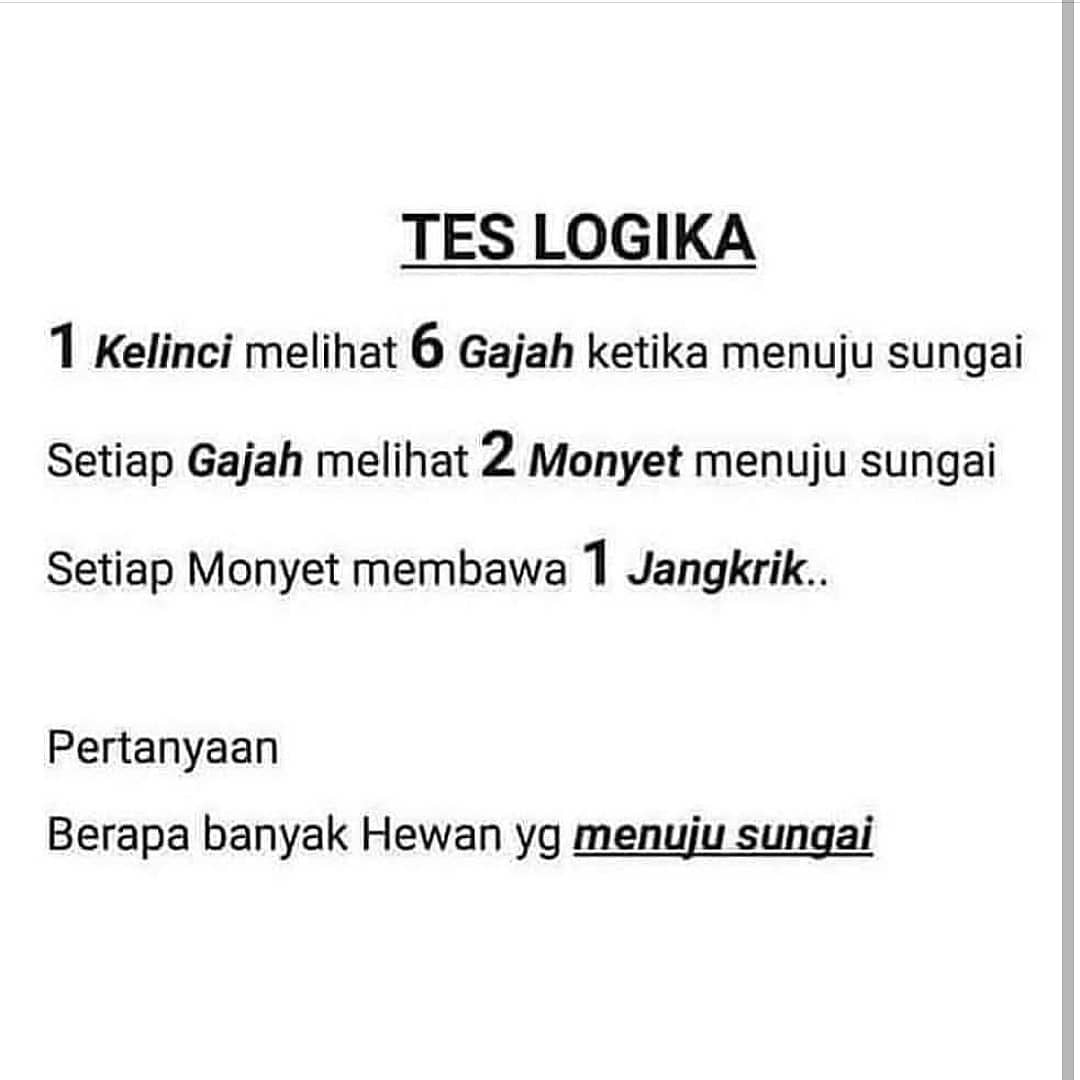 TES LOGIKA
1 Kelinci melihat 6 Gajah ketika menuju sungai
Setiap Gajah melihat 2 Monyet menuju sungai
Setiap Monyet membawa 1 Jangkrik..
Pertanyaan
Berapa banyak Hewan yg menuju sungai